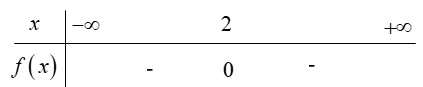 x −∞ 2 +∞
f(x) - 0 -